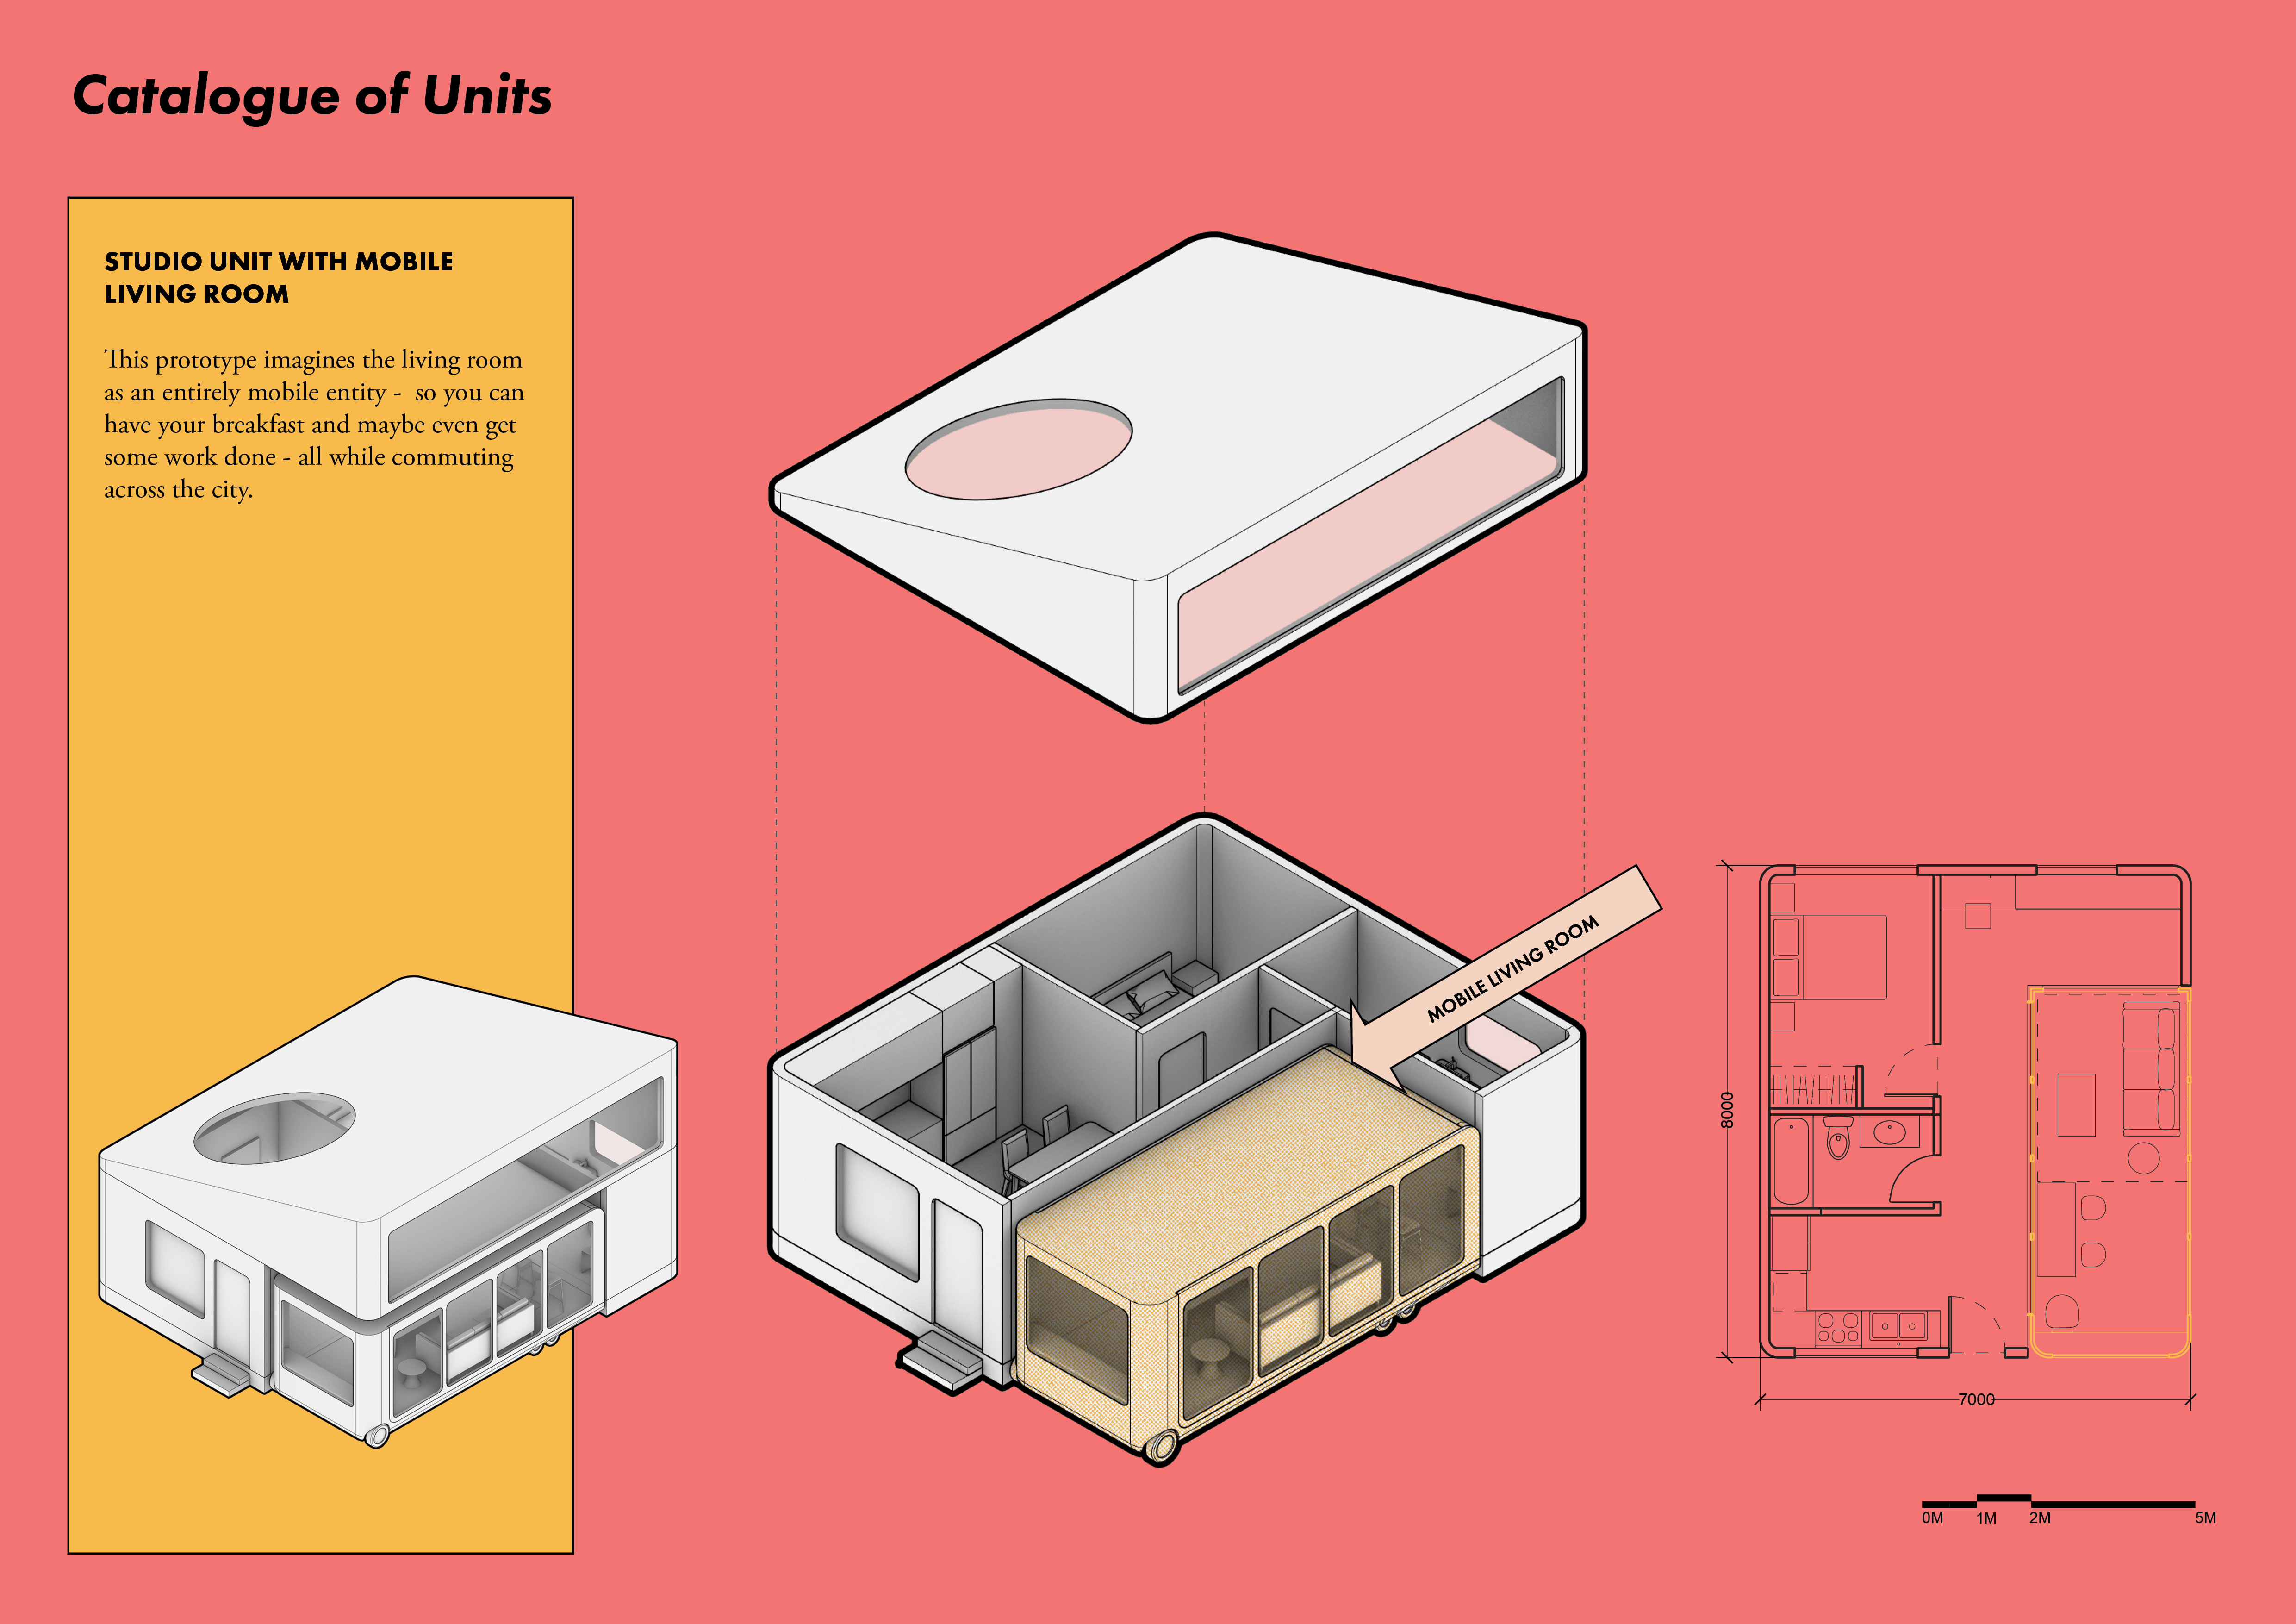 Catalogue of Units
STUDIO UNIT WITH MOBILE
LIVING ROOM
This prototype imagines the living room
as an entirely mobile entity -  so you can
have your breakfast and maybe even get
some work done - all while commuting
across the city.
MOBILE LIVING ROOM
8000
7000
0M 1M 2M 5M